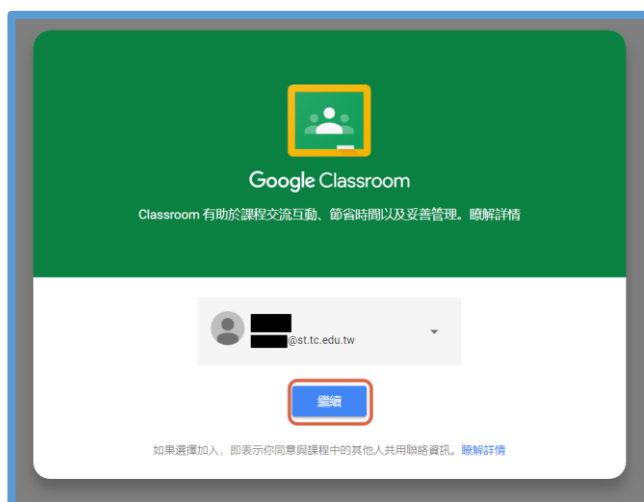 Google Classroom
Classroom 有助於課程交流互動、節省時間以及妥善管理。瞭解詳情
@st.tc.edu.tw
繼續
如果選擇加入，即表示你同意與課程中的其他人共用聯絡資訊。瞭解詳情